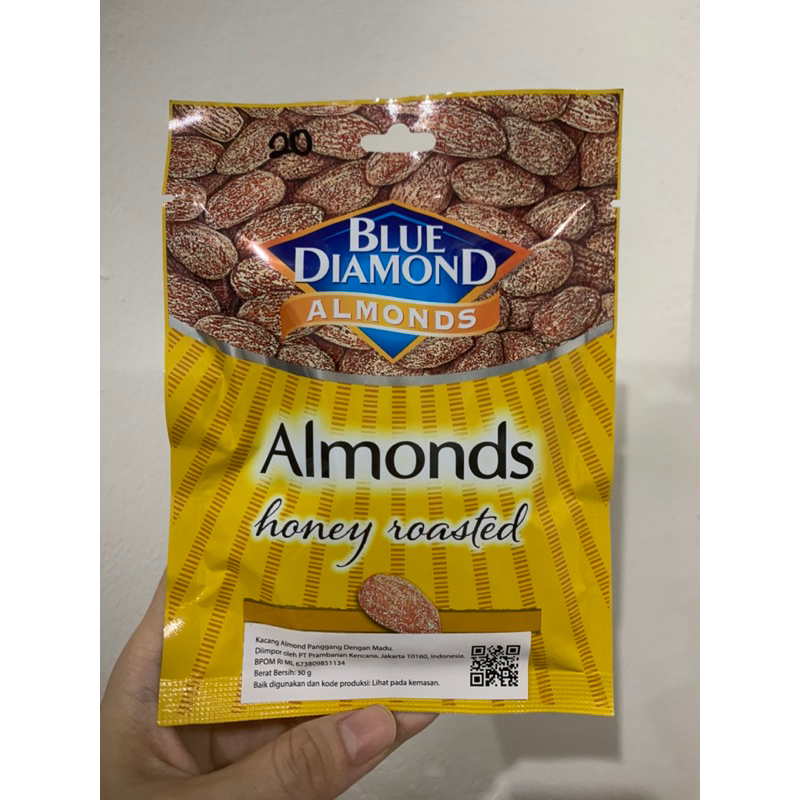 20
BLUE
DIAMOND
ALMONDS
Almonds
honey roasted
Kacang Almond Panggang Dengan Madu.
Diimpor oleh PT Prambanan Kencana, Jakarta 10160, Indonesia.
BPOM RI ML 673809851134
Berat Bersih: 30 g
Baik digunakan dan kode produksi: Lihat pada kemasan.